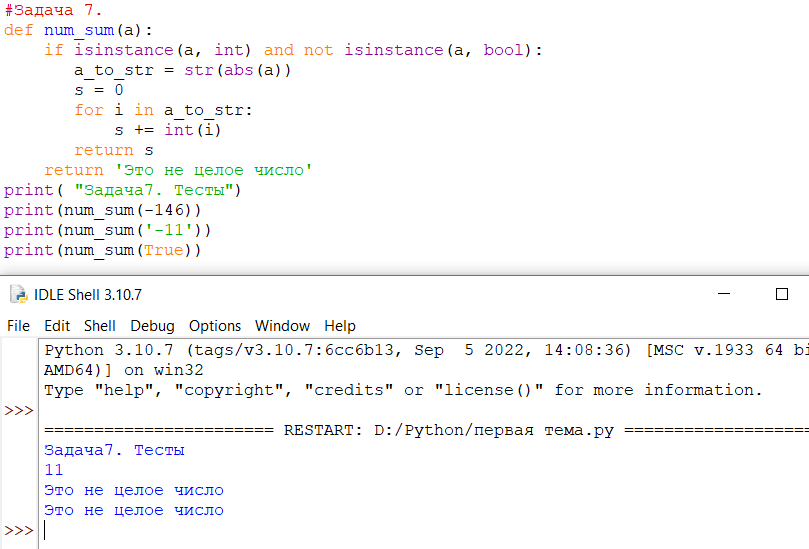 #Задача 7.
def num_sum(a):
    if isinstance(a, int) and not isinstance(a, bool):
       a_to_str = str(abs(a))
       s = 0
       for i in a_to_str:
           s += int(i)
       return s
    return 'Это не целое число'
print( "Задача7. Тесты")
print(num_sum(-146))
print(num_sum('-11'))
print(num_sum(True))
IDLE Shell 3.10.7
File Edit Shell Debug Options Window Help
Python 3.10.7 (tags/v3.10.7:6cc6b13, Sep  5 2022, 14:08:36) [MSC v.1933 64 bi
AMD64)] on win32
Type "help", "copyright", "credits" or "license()" for more information.
>>>
======================= RESTART: D:/Python/первая тема.py ===================
Задача7. Тесты
11
Это не целое число
Это не целое число
>>>